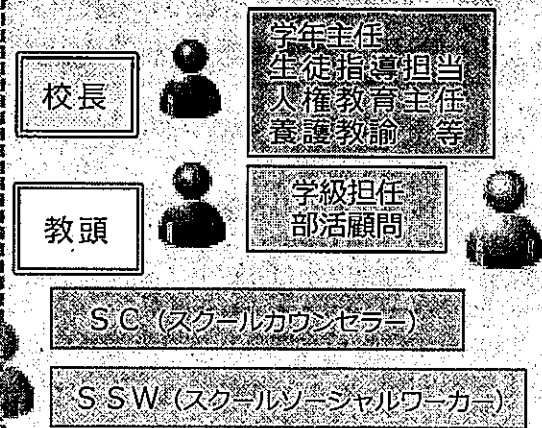 校長
学年主任
生徒指導担当
人権教育主任
養護教諭　等
教頭
学級担任
部活顧問
ＳＣ（スクールカウンセラー）
ＳＳＷ（スクールソーシャルワーカー）